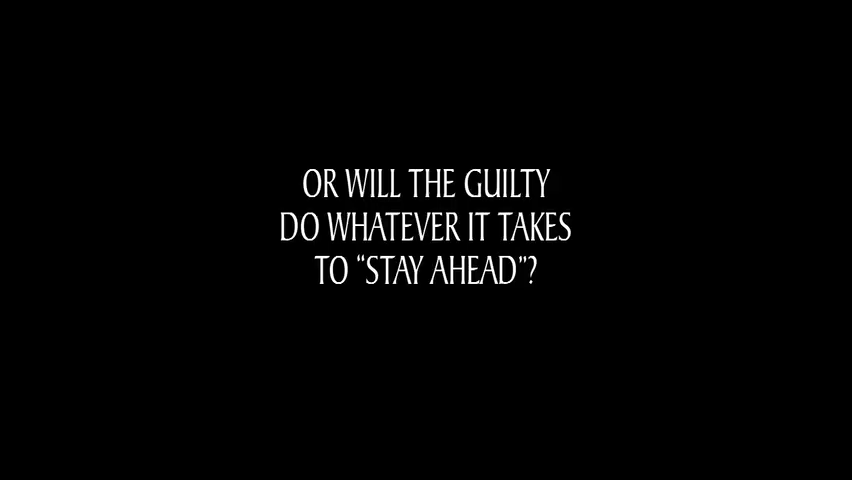 OR WILL THE GUILTY
DO WHATEVER IT TAKES
TO “STAY AHEAD”?